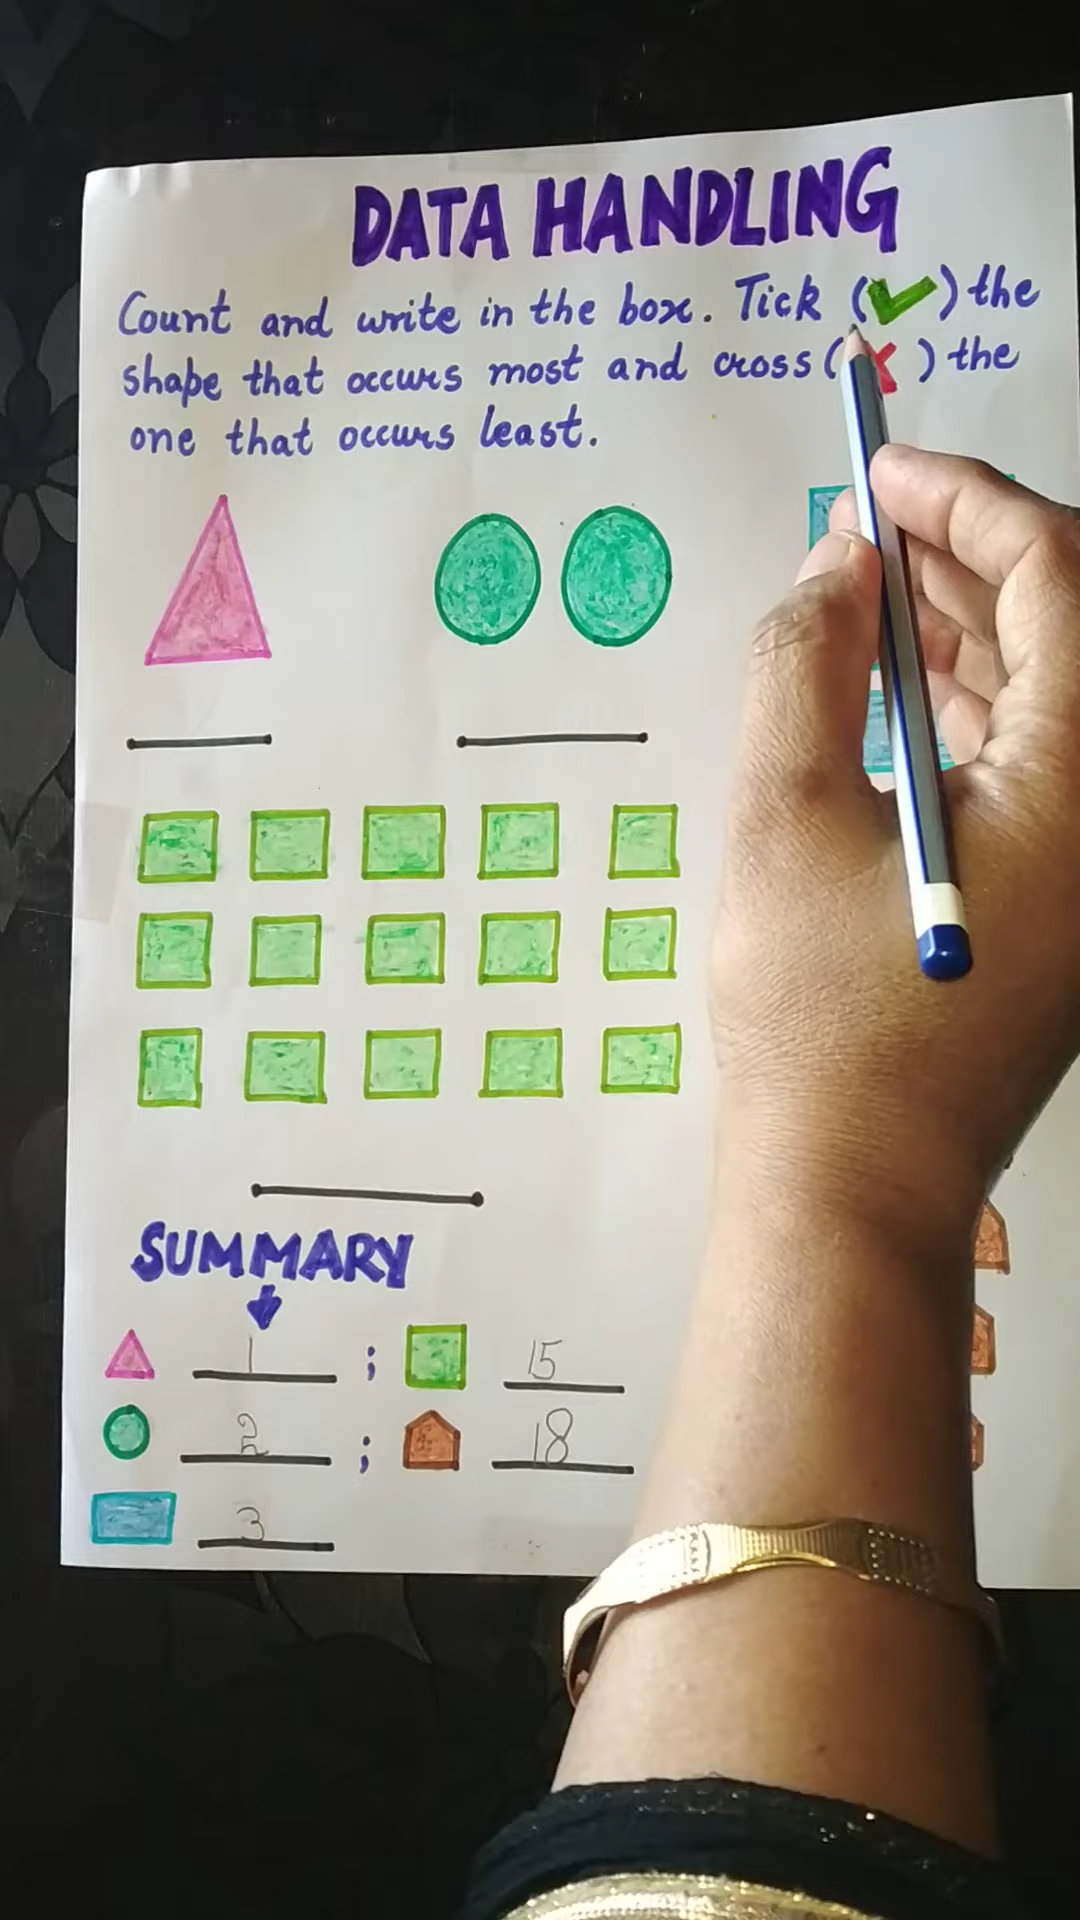 DATA HANDLING
Count and write in the box. Tick (✓) the
shape that occurs most and cross (x) the
one that occurs least.
SUMMARY
1 ; 15
2 ; 18
3